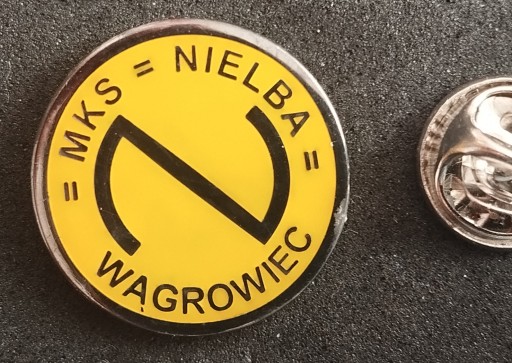 = MKS = NIELBA =
WĄGROWIEC